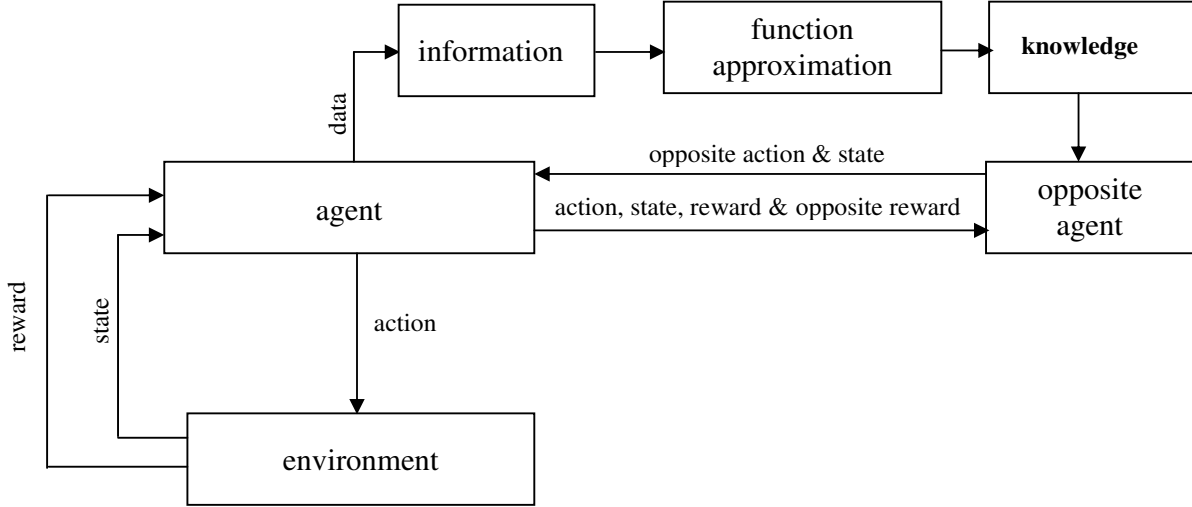 information
function
approximation
knowledge
data
opposite action & state
agent
action, state, reward & opposite reward
opposite
agent
reward
state
action
environment